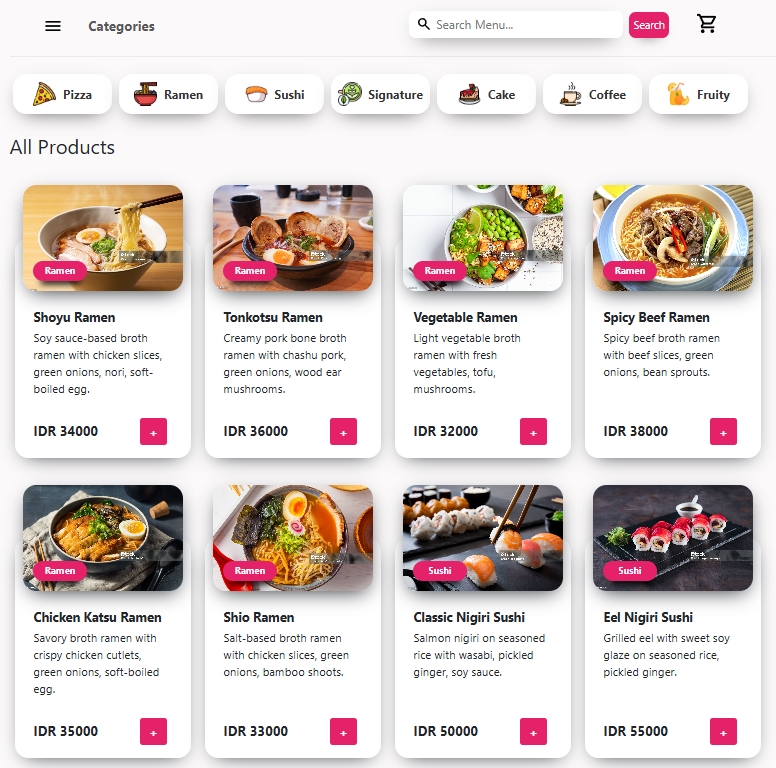 Categories
Search Menu...
Search
Pizza
Ramen
Sushi
Signature
Cake
Coffee
Fruity
All Products
Ramen
Ramen
Ramen
Ramen
Shoyu Ramen
Soy sauce-based broth
ramen with chicken slices,
green onions, nori, soft-
boiled egg.
IDR 34000
+
Tonkotsu Ramen
Creamy pork bone broth
ramen with chashu pork,
green onions, wood ear
mushrooms.
IDR 36000
+
Vegetable Ramen
Light vegetable broth
ramen with fresh
vegetables, tofu,
mushrooms.
IDR 32000
+
Spicy Beef Ramen
Spicy beef broth ramen
with beef slices, green
onions, bean sprouts.
IDR 38000
+
Ramen
Ramen
Sushi
Sushi
Chicken Katsu Ramen
Savory broth ramen with
crispy chicken cutlets,
green onions, soft-boiled
egg.
IDR 35000
+
Shio Ramen
Salt-based broth ramen
with chicken slices, green
onions, bamboo shoots.
IDR 33000
+
Classic Nigiri Sushi
Salmon nigiri on seasoned
rice with wasabi, pickled
ginger, soy sauce.
IDR 50000
+
Eel Nigiri Sushi
Grilled eel with sweet soy
glaze on seasoned rice,
pickled ginger.
IDR 55000
+